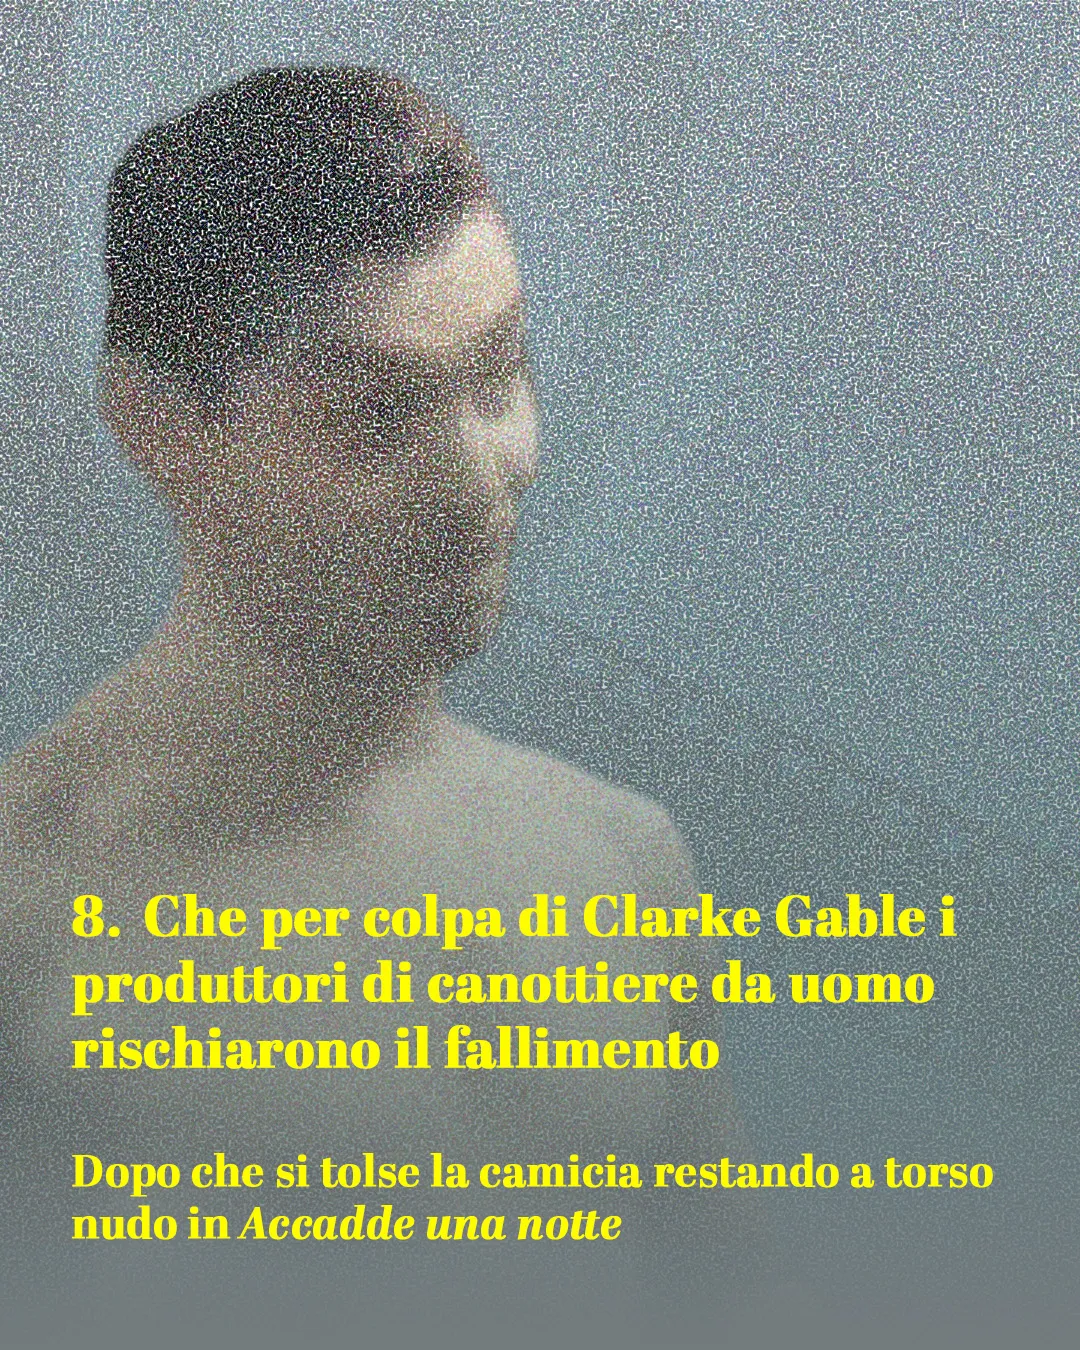 8. Che per colpa di Clarke Gable i
produttori di canottiere da uomo
rischiarono il fallimento
Dopo che si tolse la camicia restando a torso
nudo in Accadde una notte